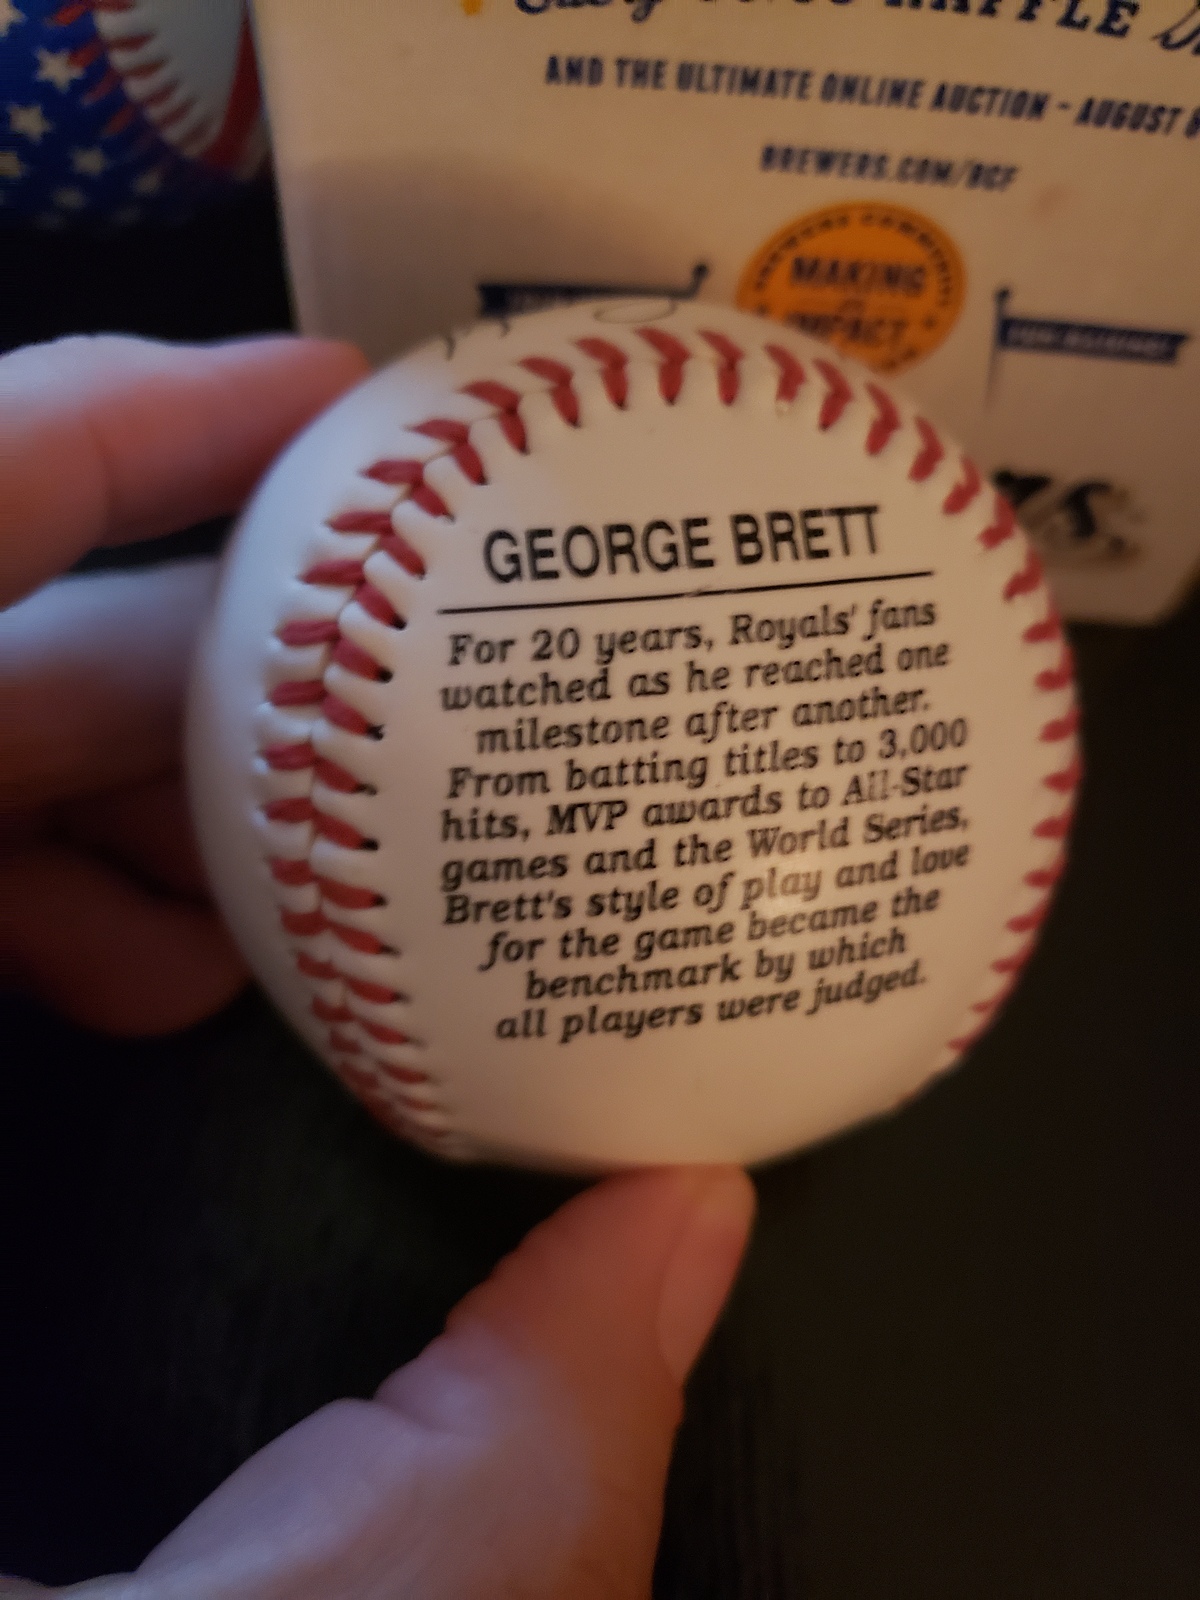 RAFFLE
AND THE ULTIMATE ONLINE AUCTION - AUGUST
BREWERS.COM/BCF
BREWERS COMMUNITY
MAKING
IMPACT
GEORGE BRETT
For 20 years, Royals' fans
watched as he reached one
milestone after another.
From batting titles to 3,000
hits, MVP awards to All-Star
games and the World Series,
Brett's style of play and love
for the game became the
benchmark by which
all players were judged.